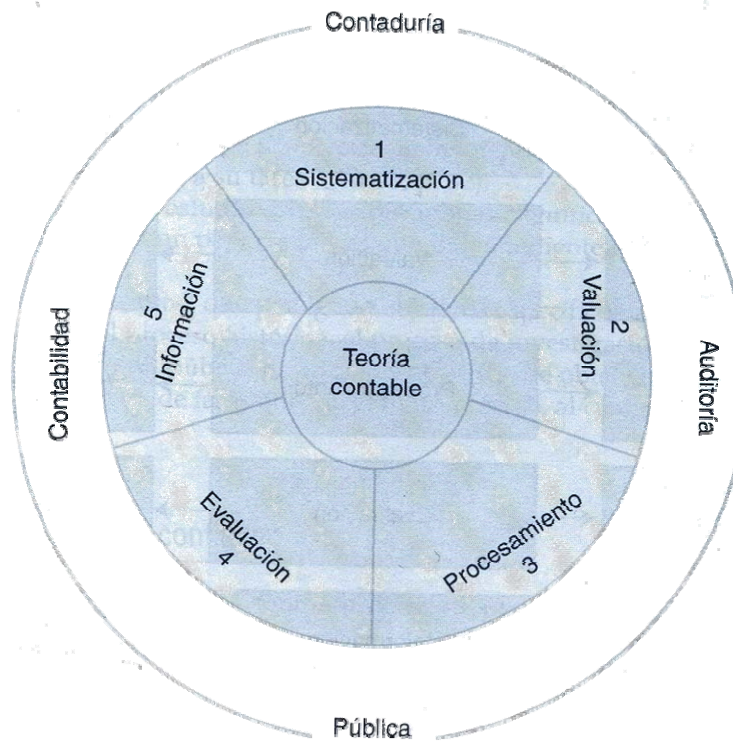 Contaduría
1
Sistematización
2
Valuación
3
Procesamiento
4
Evaluación
5
Información
Teoría
contable
Contabilidad
Auditoría
Pública